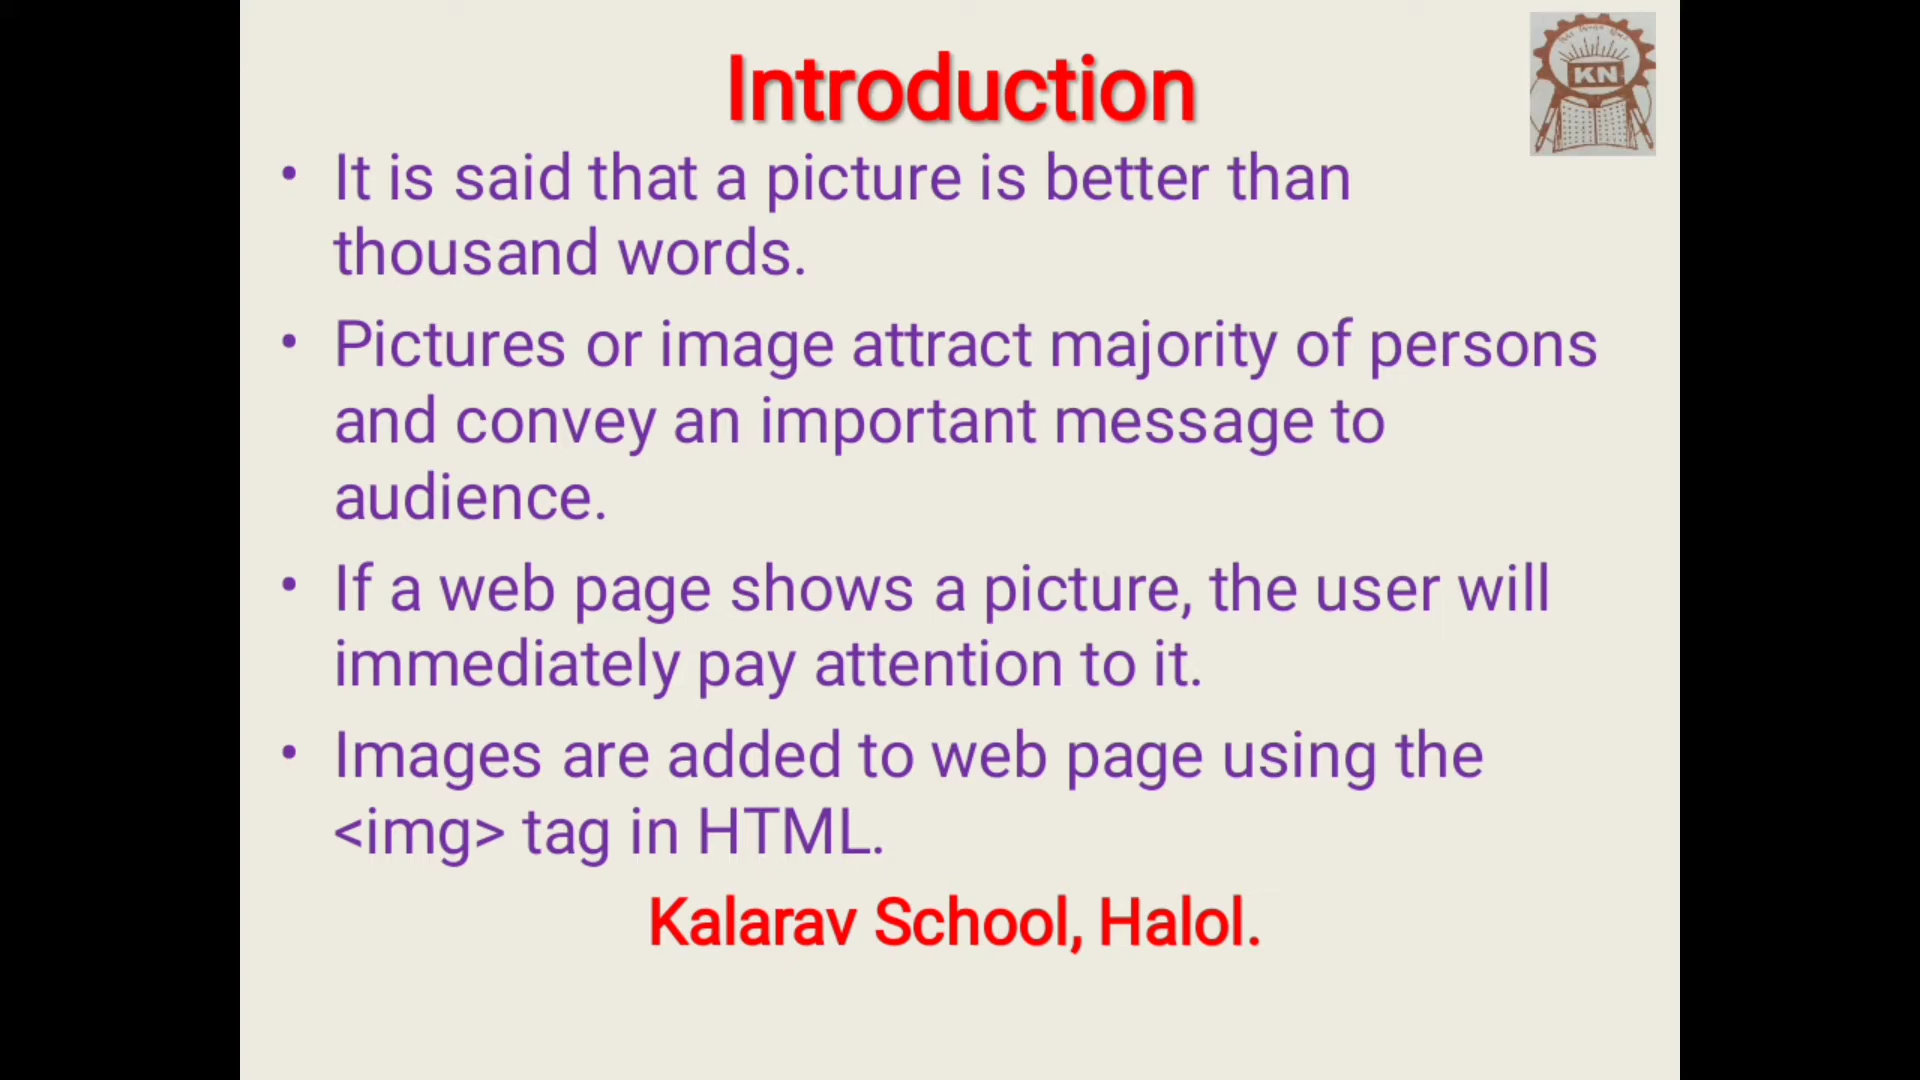 Introduction
KN
• It is said that a picture is better than
thousand words.
• Pictures or image attract majority of persons
and convey an important message to
audience.
• If a web page shows a picture, the user will
immediately pay attention to it.
• Images are added to web page using the
<img> tag in HTML.
Kalarav School, Halol.